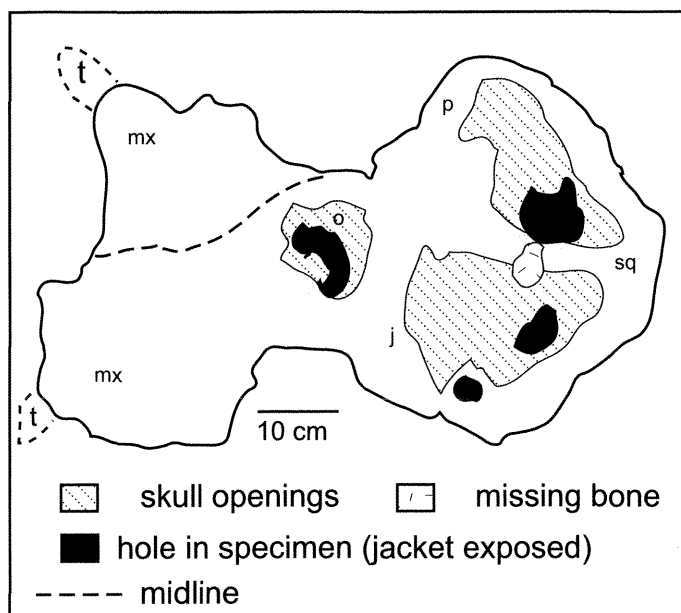 t
mx
p
o
sq
j
mx
t
10 cm
skull openings
missing bone
hole in specimen (jacket exposed)
midline